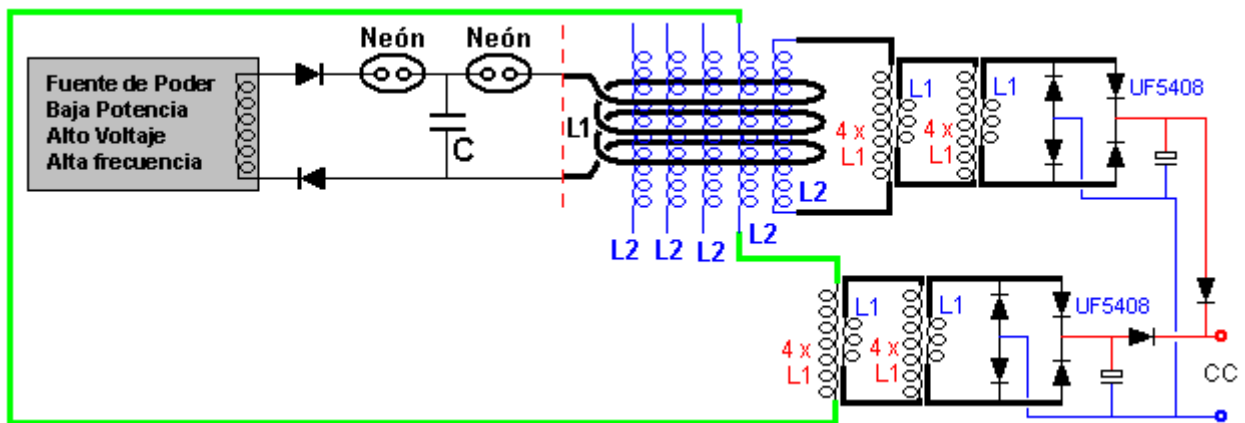 Neón
Neón
Fuente de Poder
Baja Potencia
Alto Voltaje
Alta frecuencia
C
L1
L2
L2
L2
L2
L2
4 x
L1
L1
4 x
L1
L1
UF5408
4 x
L1
L1
4 x
L1
L1
UF5408
CC